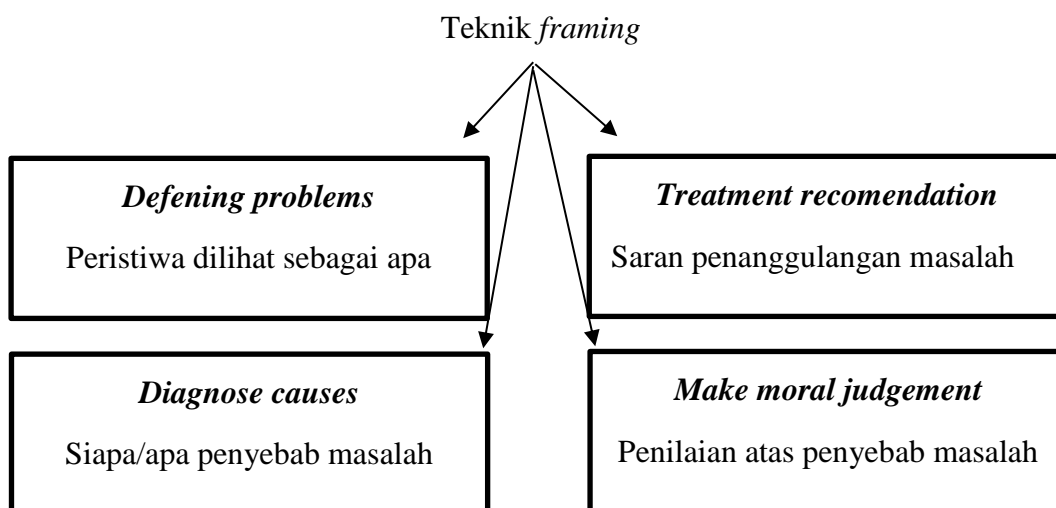 Teknik framing
Defening problems
Peristiwa dilihat sebagai apa
Treatment recomendation
Saran penanggulangan masalah
Diagnose causes
Siapa/apa penyebab masalah
Make moral judgement
Penilaian atas penyebab masalah